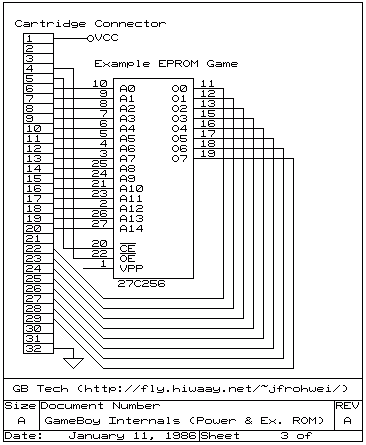 Cartridge Connector
1
VCC
2
3
Example EPROM Game
4
5
6 10 A0 O0 11
7 9 A1 O1 12
8 8 A2 O2 13
9 7 A3 O3 15
10 6 A4 O4 16
11 5 A5 O5 17
12 4 A6 O6 18
13 3 A7 O7 19
14 25 A8
15 24 A9
16 21 A10
17 23 A11
18 2 A12
19 26 A13
20 27 A14
21
22 20 CE
23 22 OE
24 1 VPP
25
27C256
26
27
28
29
30
31
32
GB Tech (http://fly.hiwaay.net/~jfrohwei/)
Size Document Number REV
A GameBoy Internals (Power & Ex. ROM) A
Date: January 11, 1986 Sheet 3 of